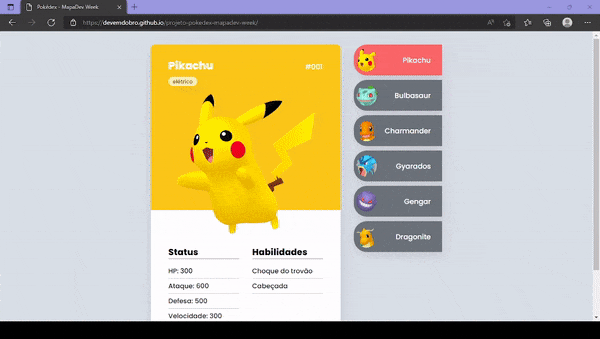 Pokédex - MapaDev Week
https://devemdobro.github.io/projeto-pokedex-mapadev-week/
Pikachu
#001
elétrico
Status
HP: 300
Ataque: 600
Defesa: 500
Velocidade: 300
Habilidades
Choque do trovão
Cabeçada
Pikachu
Bulbasaur
Charmander
Gyarados
Gengar
Dragonite